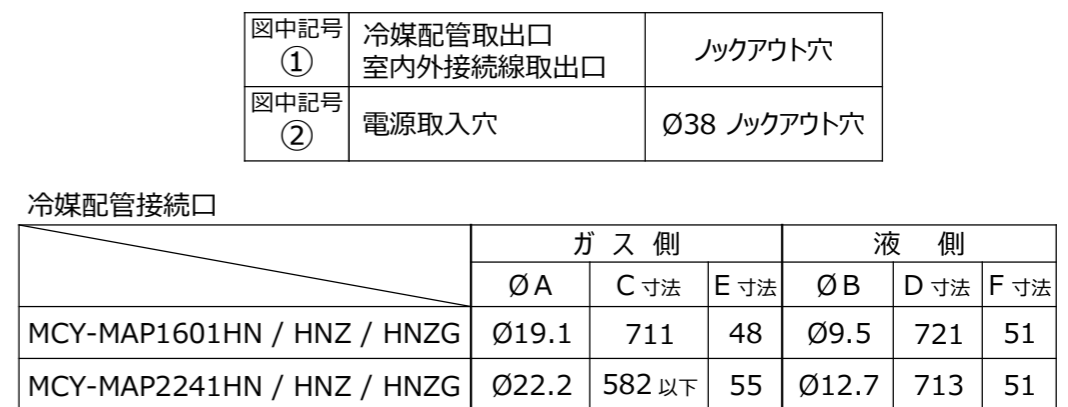 図中記号 ① 冷媒配管取出口 室内外接続線取出口 ノックアウト穴
図中記号 ② 電源取入穴 Ø38 ノックアウト穴
冷媒配管接続口
ガス側 液側
ØA C寸法 E寸法 ØB D寸法 F寸法
MCY-MAP1601HN / HNZ / HNZG Ø19.1 711 48 Ø9.5 721 51
MCY-MAP2241HN / HNZ / HNZG Ø22.2 582以下 55 Ø12.7 713 51